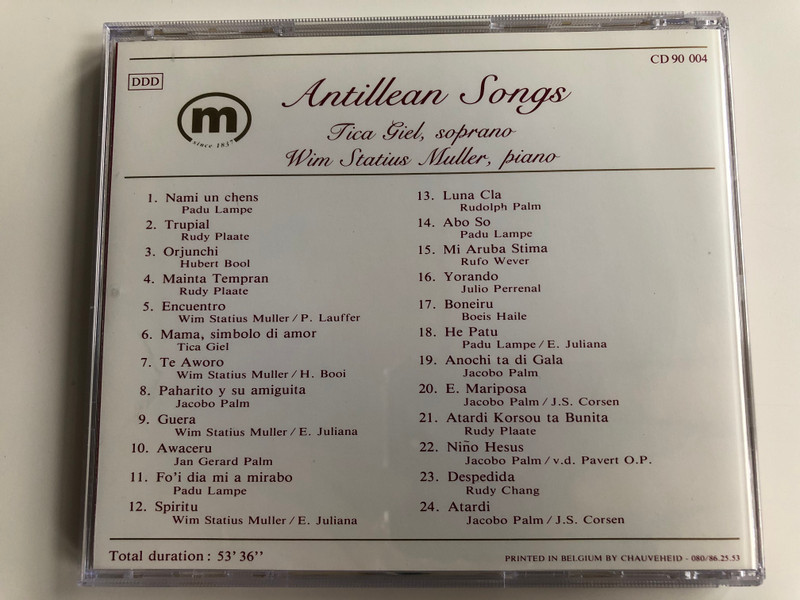 CD 90 004
DDD
m
since 1837
Antillean Songs
Tica Giel, soprano
Wim Statius Muller, piano
1. Nami un chens
Padu Lampe
2. Trupial
Rudy Plaate
3. Orjunchi
Hubert Booi
4. Mainta Tempran
Rudy Plaate
5. Encuentro
Wim Statius Muller / P. Lauffer
6. Mama, simbolo di amor
Tica Giel
7. Te Aworo
Wim Statius Muller / H. Booi
8. Paharito y su amiguita
Jacobo Palm
9. Guera
Wim Statius Muller / E. Juliana
10. Awaceru
Jan Gerard Palm
11. Fo'i dia mi a mirabo
Padu Lampe
12. Spiritu
Wim Statius Muller / E. Juliana
13. Luna Cla
Rudolph Palm
14. Abo So
Padu Lampe
15. Mi Aruba Stima
Rufo Wever
16. Yorando
Julio Perrenal
17. Boneiru
Boeis Haile
18. He Patu
Padu Lampe / E. Juliana
19. Anochi ta di Gala
Jacobo Palm
20. E. Mariposa
Jacobo Palm / J.S. Corsen
21. Atardi Korsou ta Bunita
Rudy Plaate
22. Niño Hesus
Jacobo Palm / v.d. Pavert O.P.
23. Despedida
Rudy Chang
24. Atardi
Jacobo Palm / J.S. Corsen
Total duration : 53' 36''
PRINTED IN BELGIUM BY CHAUVEHEID - 080/86.25.53